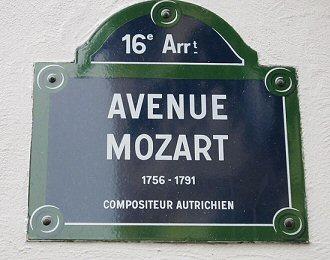 16e Arrt
AVENUE
MOZART
1756 - 1791
COMPOSITEUR AUTRICHIEN